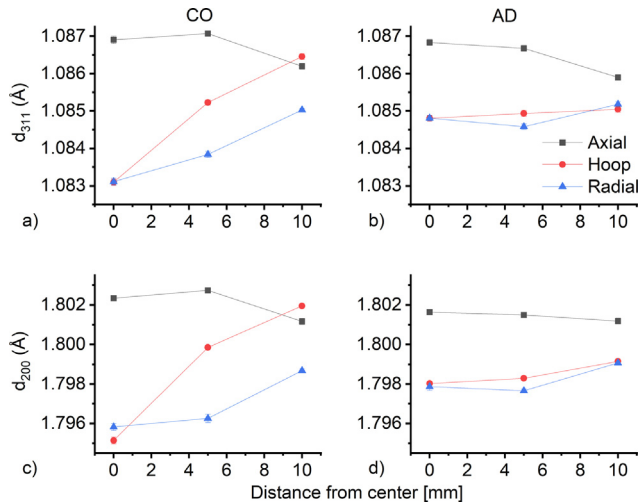 CO
AD
1.087
1.086
1.085
1.084
1.083
d311 (Å)
0 2 4 6 8 10
a)
1.087
1.086
1.085
1.084
1.083
Axial
Hoop
Radial
0 2 4 6 8 10
b)
1.802
1.800
1.798
1.796
d200 (Å)
0 2 4 6 8 10
c)
1.802
1.800
1.798
1.796
0 2 4 6 8 10
d)
Distance from center [mm]